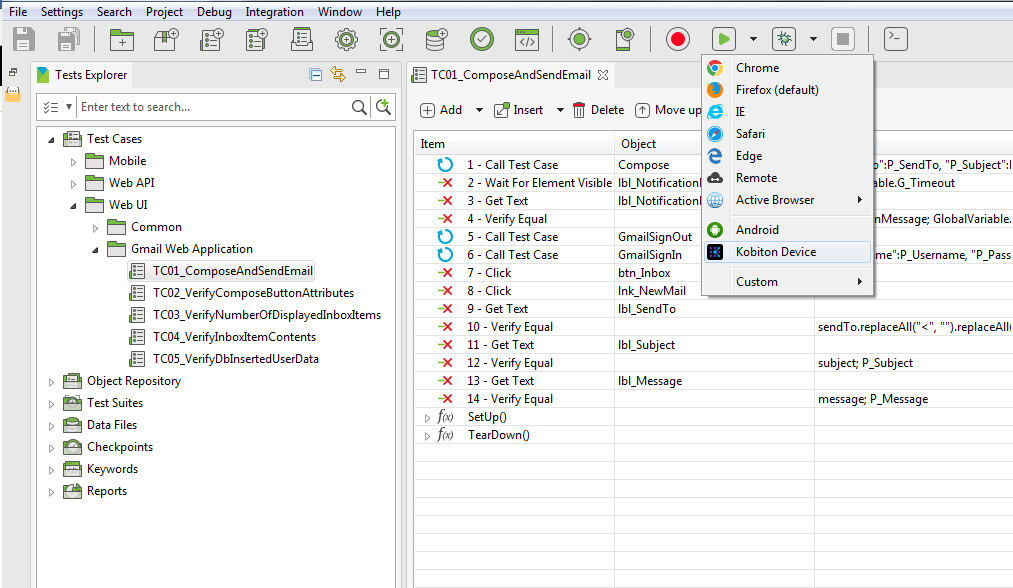 File Settings Search Project Debug Integration Window Help
Tests Explorer
Enter text to search...
Test Cases
Mobile
Web API
Web UI
Common
Gmail Web Application
TC01_ComposeAndSendEmail
TC02_VerifyComposeButtonAttributes
TC03_VerifyNumberOfDisplayedInboxItems
TC04_VerifyInboxItemContents
TC05_VerifyDbInsertedUserData
Object Repository
Test Suites
Data Files
Checkpoints
Keywords
Reports
TC01_ComposeAndSendEmail
Add Insert Delete Move up
Item Object
1 - Call Test Case Compose o":P_SendTo, "P_Subject":
2 - Wait For Element Visible lbl_Notification able.G_Timeout
3 - Get Text lbl_Notification
4 - Verify Equal nMessage; GlobalVariable.
5 - Call Test Case GmailSignOut
6 - Call Test Case GmailSignIn me":P_Username, "P_Pass
7 - Click btn_Inbox
8 - Click lnk_NewMail
9 - Get Text lbl_SendTo
10 - Verify Equal sendTo.replaceAll("<", "").replaceAll(
11 - Get Text lbl_Subject
12 - Verify Equal subject; P_Subject
13 - Get Text lbl_Message
14 - Verify Equal message; P_Message
f(x) SetUp()
f(x) TearDown()
Chrome
Firefox (default)
IE
Safari
Edge
Remote
Active Browser
Android
Kobiton Device
Custom